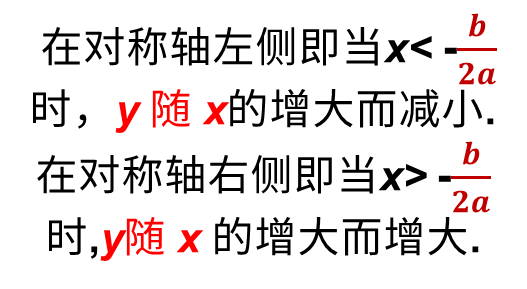 在对称轴左侧即当x< -b/2a
时，y 随 x的增大而减小.
在对称轴右侧即当x> -b/2a
时,y随 x 的增大而增大.